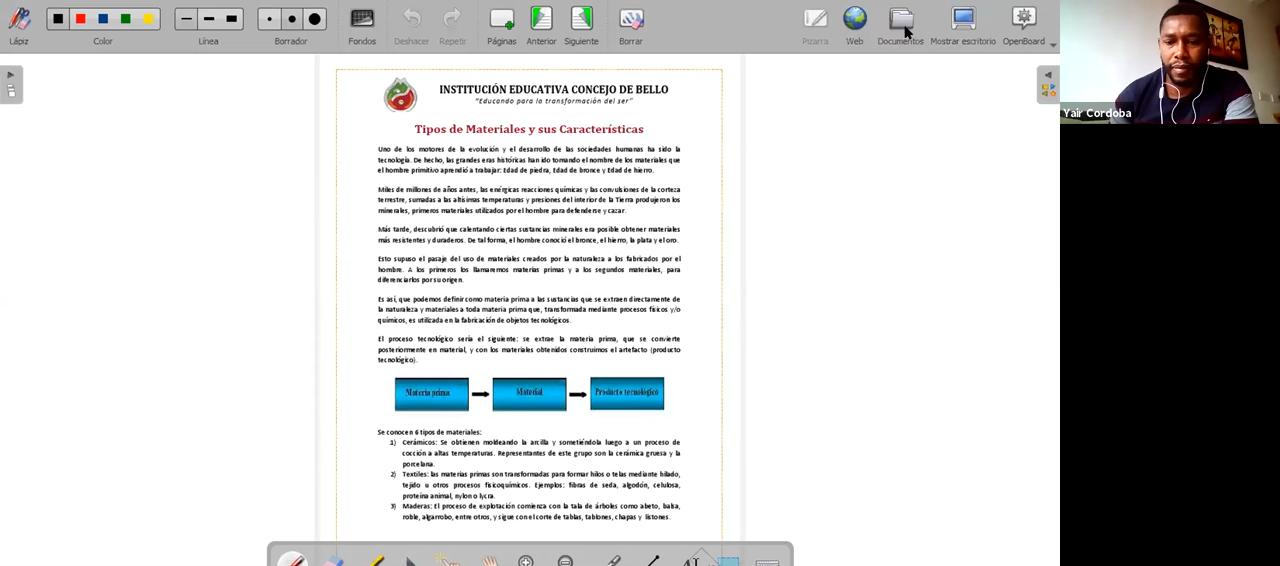 Lápiz
Color
Línea
Borrador
Fondos
Deshacer
Repetir
Páginas
Anterior
Siguiente
Borrar
Pizarra
Web
Documentos
Mostrar escritorio
OpenBoard
Yair Cordoba
INSTITUCIÓN EDUCATIVA CONCEJO DE BELLO
"Educando para la transformación del ser"
Tipos de Materiales y sus Características
Uno de los motores de la evolución y el desarrollo de las sociedades humanas ha sido la
tecnología. De hecho, las grandes eras históricas han ido tomando el nombre de los materiales que
el hombre primitivo aprendió a trabajar: Edad de piedra, Edad de bronce y Edad de hierro.
Miles de millones de años antes, las enérgicas reacciones químicas y las convulsiones de la corteza
terrestre, sumadas a las altísimas temperaturas y presiones del interior de la Tierra produjeron los
minerales, primeros materiales utilizados por el hombre para defenderse y cazar.
Más tarde, descubrió que calentando ciertas sustancias minerales era posible obtener materiales
más resistentes y duraderos. De tal forma, el hombre conoció el bronce, el hierro, la plata y el oro.
Esto supuso el pasaje del uso de materiales creados por la naturaleza a los fabricados por el
hombre. A los primeros los llamaremos materias primas y a los segundos materiales, para
diferenciarlos por su origen.
Es así, que podemos definir como materia prima a las sustancias que se extraen directamente de
la naturaleza y materiales a toda materia prima que, transformada mediante procesos físicos y/o
químicos, es utilizada en la fabricación de objetos tecnológicos.
El proceso tecnológico sería el siguiente: se extrae la materia prima, que se convierte
posteriormente en material, y con los materiales obtenidos construimos el artefacto (producto
tecnológico).
Materia prima
Material
Producto tecnológico
Se conocen 6 tipos de materiales:
1) Cerámicos: Se obtienen moldeando la arcilla y sometiéndola luego a un proceso de
cocción a altas temperaturas. Representantes de este grupo son la cerámica gruesa y la
porcelana.
2) Textiles: las materias primas son transformadas para formar hilos o telas mediante hilado,
tejido u otros procesos fisicoquímicos. Ejemplos: fibras de seda, algodón, celulosa,
proteína animal, nylon o lycra.
3) Maderas: El proceso de explotación comienza con la tala de árboles como abeto, balsa,
roble, algarrobo, entre otros, y sigue con el corte de tablas, tablones, chapas y listones.